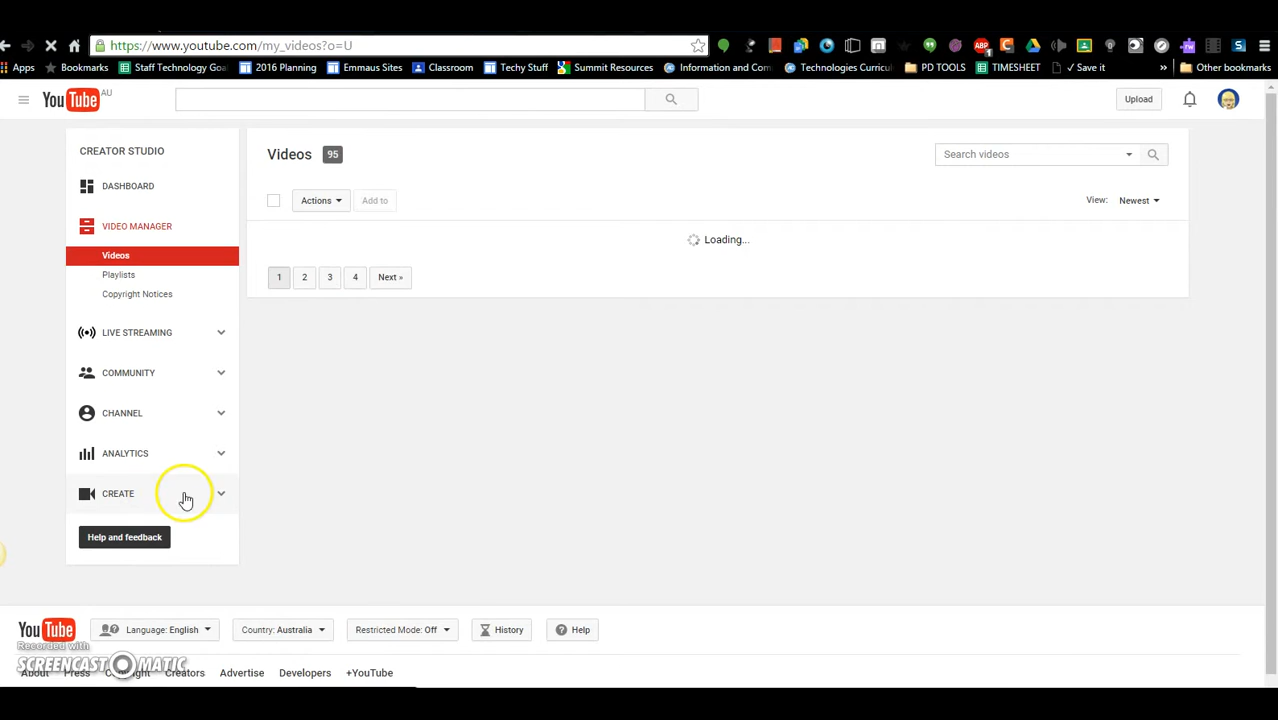 https://www.youtube.com/my_videos?o=U
Apps Bookmarks Staff Technology Goa 2016 Planning Emmaus Sites Classroom Techy Stuff Summit Resources Information and Com Technologies Curricu PD TOOLS TIMESHEET Save it » Other bookmarks
YouTube AU
Upload
CREATOR STUDIO
Videos 95
Search videos
DASHBOARD
Actions Add to
View: Newest
VIDEO MANAGER
Loading...
Videos
Playlists
1 2 3 4 Next »
Copyright Notices
LIVE STREAMING
COMMUNITY
CHANNEL
ANALYTICS
CREATE
Help and feedback
YouTube Language: English Country: Australia Restricted Mode: Off History Help
Recorded with
SCREENCAST MATIC
About Press Copyright Creators Advertise Developers +YouTube